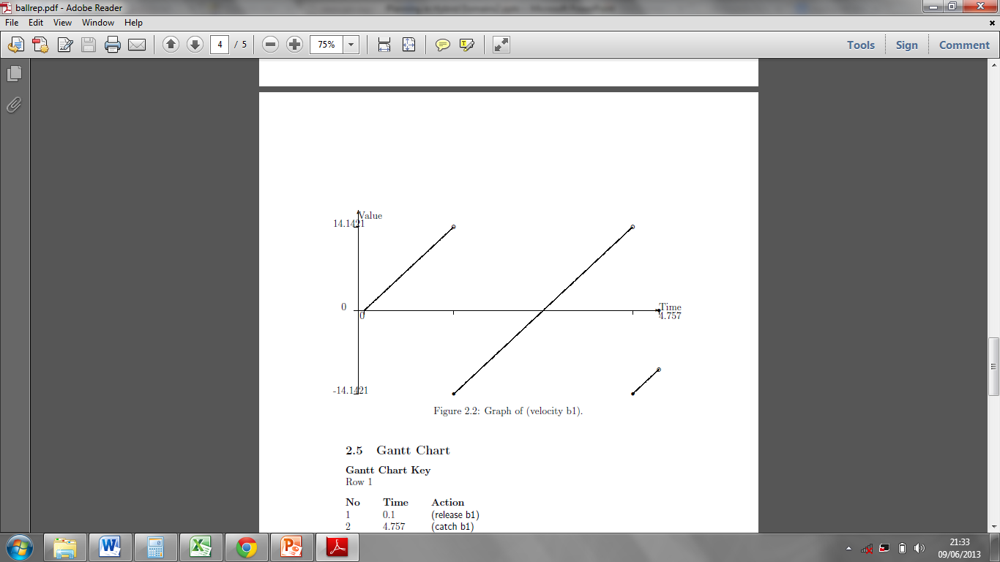 ballrep.pdf - Adobe Reader
File Edit View Window Help
4 / 5 75% Tools Sign Comment
Value
14.1421
0
0
Time
4.757
-14.1421
Figure 2.2: Graph of (velocity b1).
2.5 Gantt Chart
Gantt Chart Key
Row 1
No Time Action
1 0.1 (release b1)
2 4.757 (catch b1)
21:33
09/06/2013